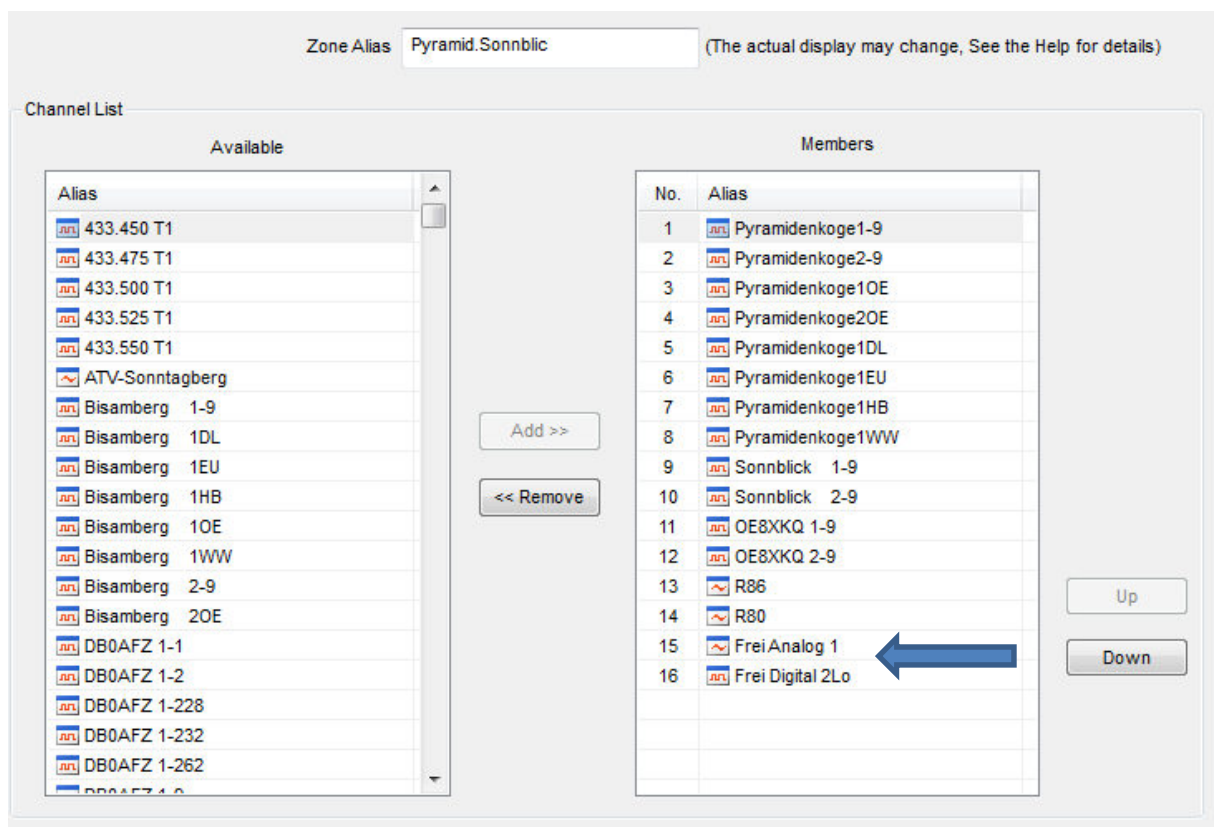 Zone Alias Pyramid.Sonnblic (The actual display may change, See the Help for details)
Channel List
Available
Alias
433.450 T1
433.475 T1
433.500 T1
433.525 T1
433.550 T1
ATV-Sonntagberg
Bisamberg 1-9
Bisamberg 1DL
Bisamberg 1EU
Bisamberg 1HB
Bisamberg 1OE
Bisamberg 1WW
Bisamberg 2-9
Bisamberg 2OE
DB0AFZ 1-1
DB0AFZ 1-2
DB0AFZ 1-228
DB0AFZ 1-232
DB0AFZ 1-262
Add >>
<< Remove
Members
No. Alias
1 Pyramidenkoge1-9
2 Pyramidenkoge2-9
3 Pyramidenkoge1OE
4 Pyramidenkoge2OE
5 Pyramidenkoge1DL
6 Pyramidenkoge1EU
7 Pyramidenkoge1HB
8 Pyramidenkoge1WW
9 Sonnblick 1-9
10 Sonnblick 2-9
11 OE8XKQ 1-9
12 OE8XKQ 2-9
13 R86
14 R80
15 Frei Analog 1
16 Frei Digital 2Lo
Up
Down